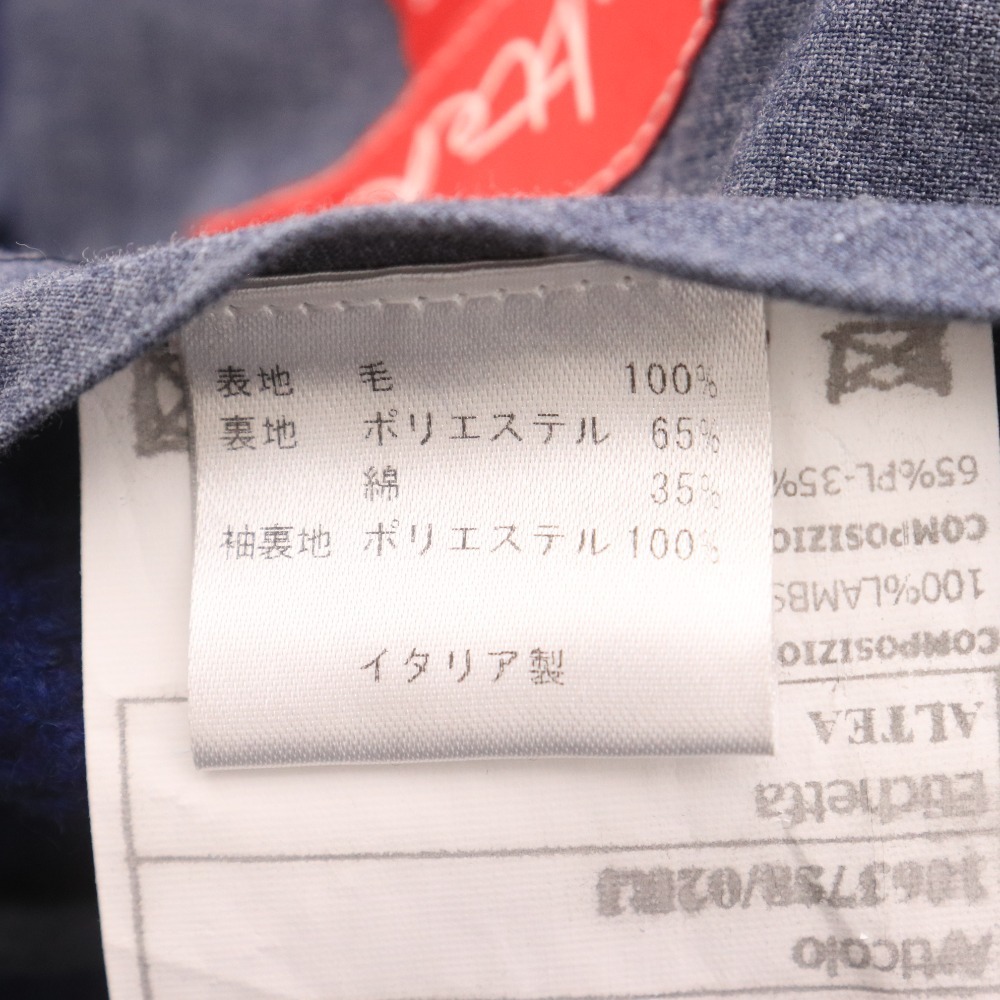 表地 毛 100%
裏地 ポリエステル 65%
綿 35%
袖裏地 ポリエステル 100%
イタリア製
65%PL-35%
COMPOSIZIO
100%LAMBS
COMPOSIZIO
ALTEA
Etichetta
Articolo